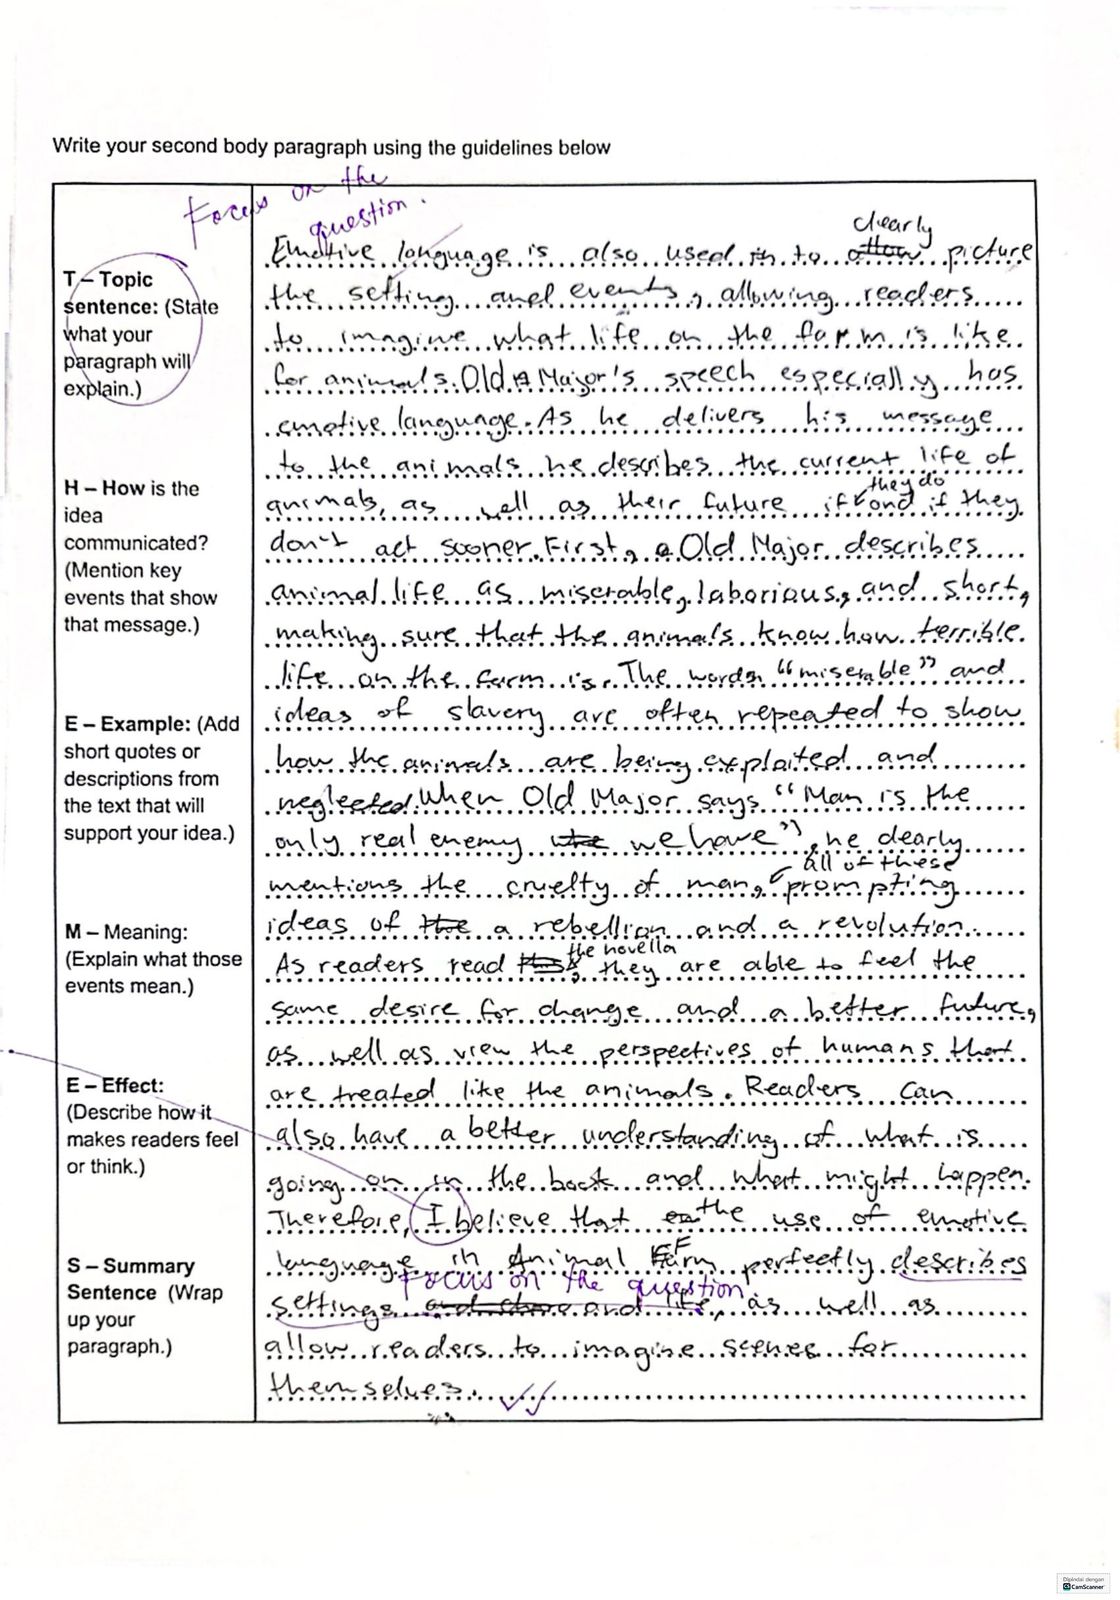 Write your second body paragraph using the guidelines below
Focus on the
question.
T – Topic
sentence: (State
what your
paragraph will
explain.)
H – How is the
idea
communicated?
(Mention key
events that show
that message.)
E – Example: (Add
short quotes or
descriptions from
the text that will
support your idea.)
M – Meaning:
(Explain what those
events mean.)
E – Effect:
(Describe how it
makes readers feel
or think.)
S – Summary
Sentence (Wrap
up your
paragraph.)
clearly
Emotive language is also used to picture
the setting and events, allowing readers
to imagine what life on the farm is like
for animals. Old Major's speech especially has
emotive language. As he delivers his message
to the animals he describes the current life of
they do
animals, as well as their future if and if they
don't act sooner. First, Old Major describes
animal life as miserable, laborious, and short,
making sure that the animals know how terrible
life on the farm is. The words "miserable" and
ideas of slavery are often repeated to show
how the animals are being exploited and
neglected. When Old Major says "Man is the
only real enemy we have", he clearly
all of these
mentions the cruelty of man, prompting
ideas of a rebellion and a revolution.
the novella
As readers read , they are able to feel the
same desire for change and a better future,
as well as view the perspectives of humans that
are treated like the animals. Readers can
also have a better understanding of what is
going on in the back and what might happen.
Therefore, I believe that the use of emotive
language in Animal Farm perfectly describes
Focus on the question.
settings and life, as well as
allow readers to imagine scenes for
themselves.
Dipindai dengan
CamScanner